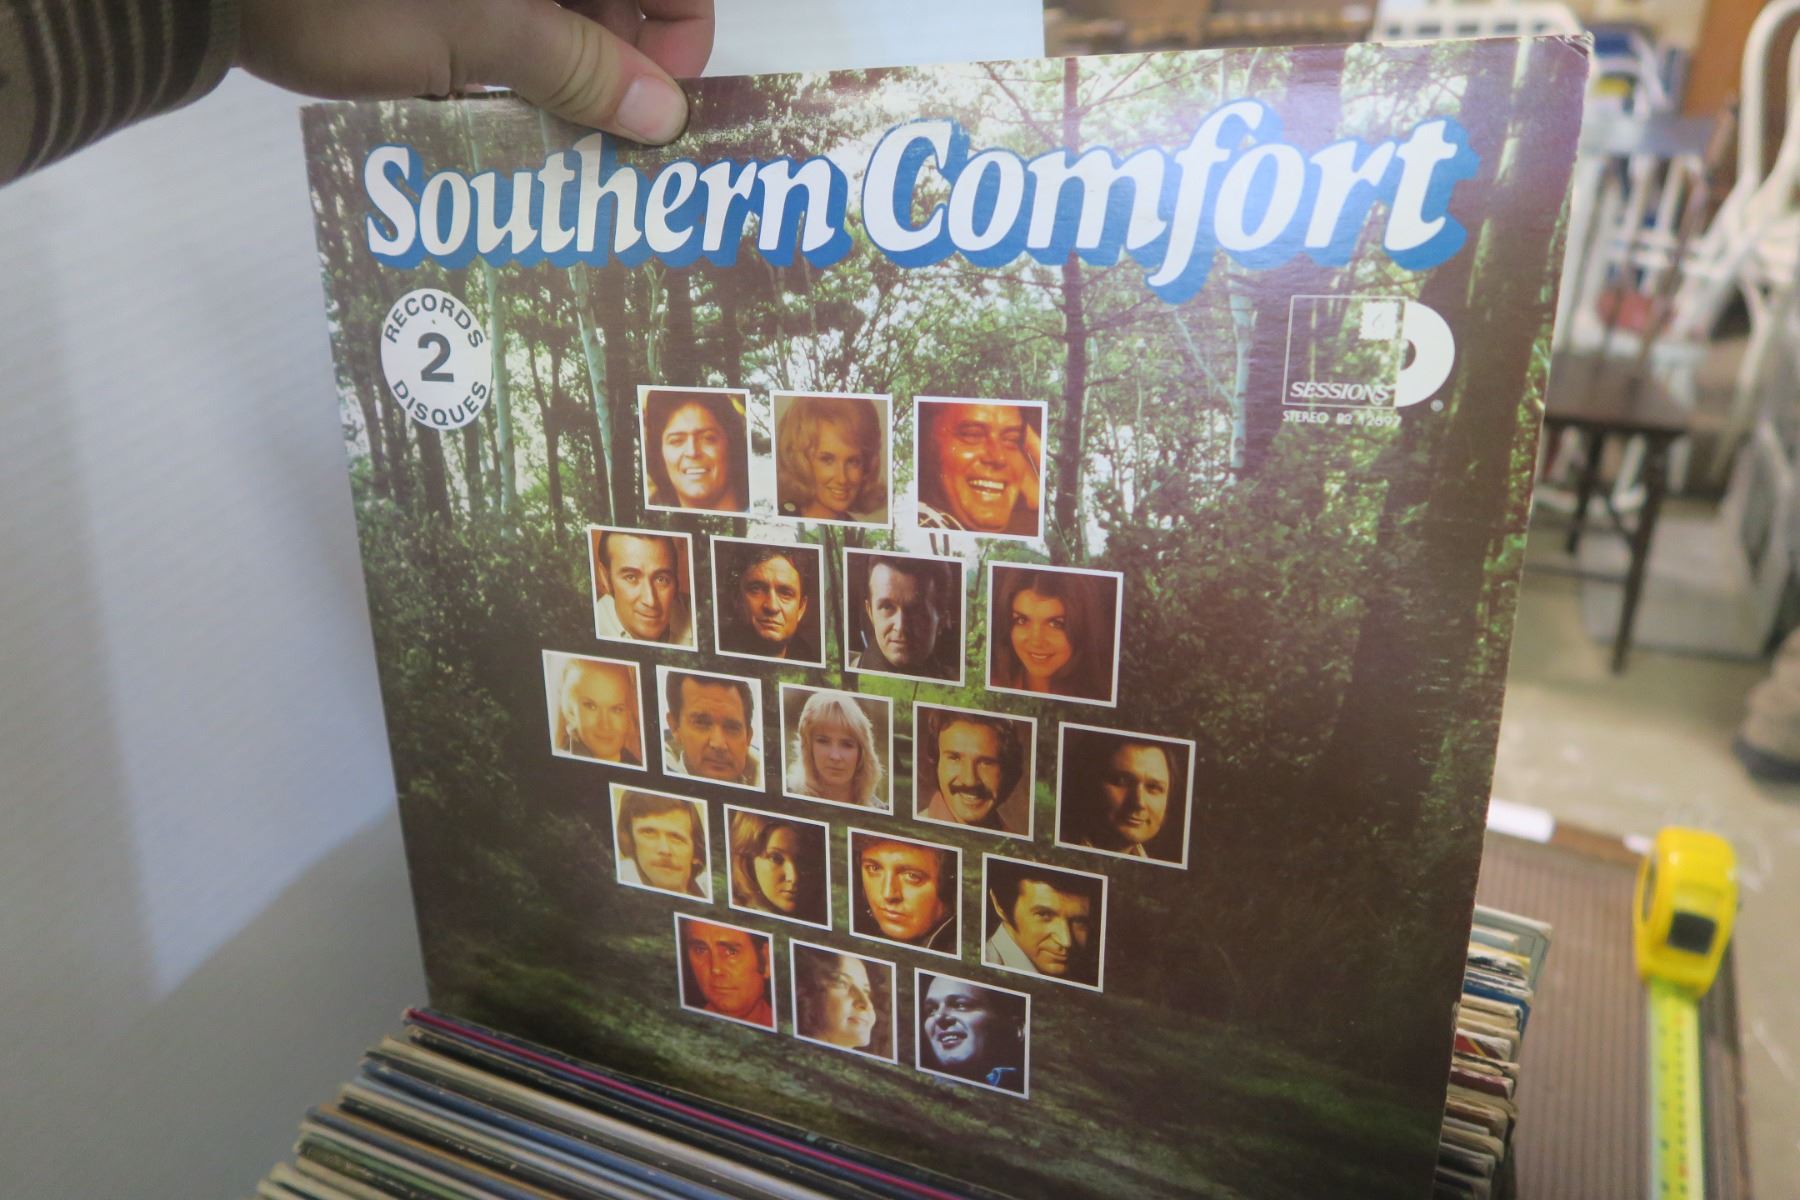 Southern Comfort
RECORDS
2
DISQUES
SESSIONS
STEREO